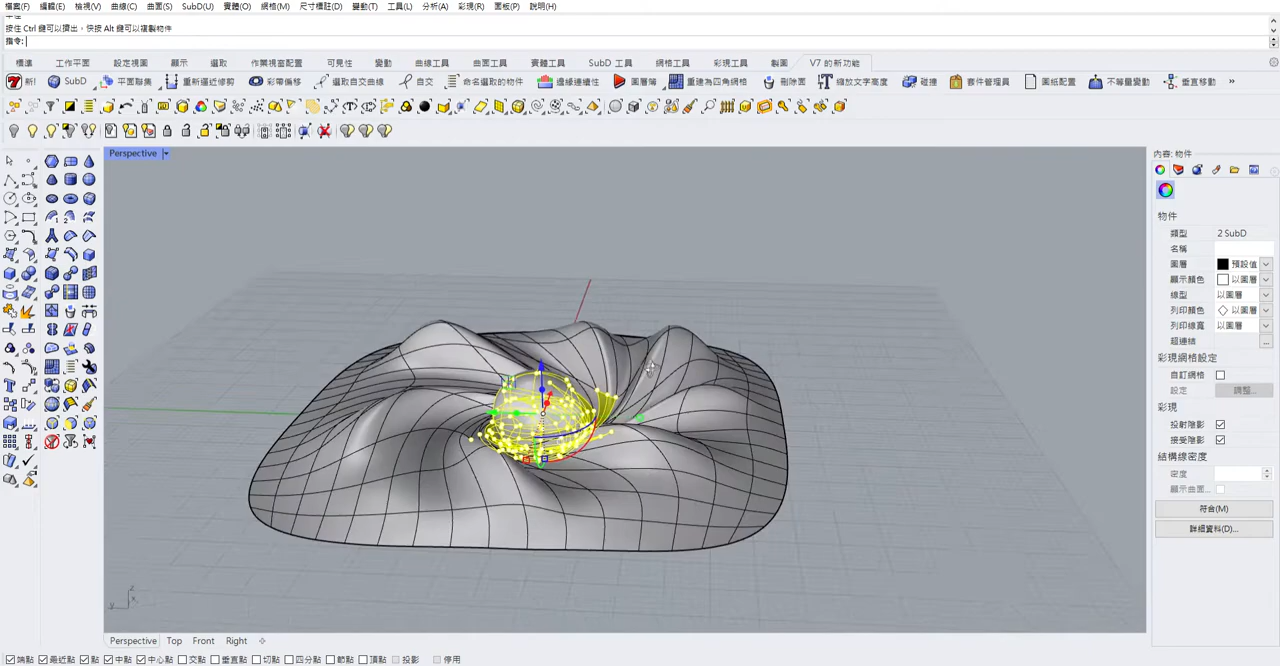 檔案(F) 編輯(E) 檢視(V) 曲線(C) 曲面(S) SubD(U) 實體(O) 網格(M) 尺寸標註(D) 變動(T) 工具(L) 分析(A) 彩現(R) 面板(P) 說明(H)
按住 Ctrl 鍵可以擠出，快按 Alt 鍵可以複製物件
指令:
標準 工作平面 設定視圖 顯示 選取 作業視窗配置 可見性 變動 曲線工具 曲面工具 實體工具 SubD 工具 網格工具 彩現工具 製圖 V7 的新功能
新! SubD 平面聯集 重新逼近修剪 彩帶偏移 選取自交曲線 自交 命名選取的物件 邊緣連續性 圖層薄 重建為四角網格 刪除面 縮放文字高度 碰撞 套件管理員 圖紙配置 不等量變動 垂直移動 »
Perspective
內容: 物件
物件
類型 2 SubD
名稱
圖層 預設值
顯示顏色 以圖層
線型 以圖層
列印顏色 以圖層
列印線寬 以圖層
超連結 ...
彩現網格設定
自訂網格
設定 調整...
彩現
投射陰影
接受陰影
結構線密度
密度
顯示曲面...
符合(M)
詳細資料(D)...
z
y x
Perspective Top Front Right
端點 最近點 點 中點 中心點 交點 垂直點 切點 四分點 節點 頂點 投影 停用